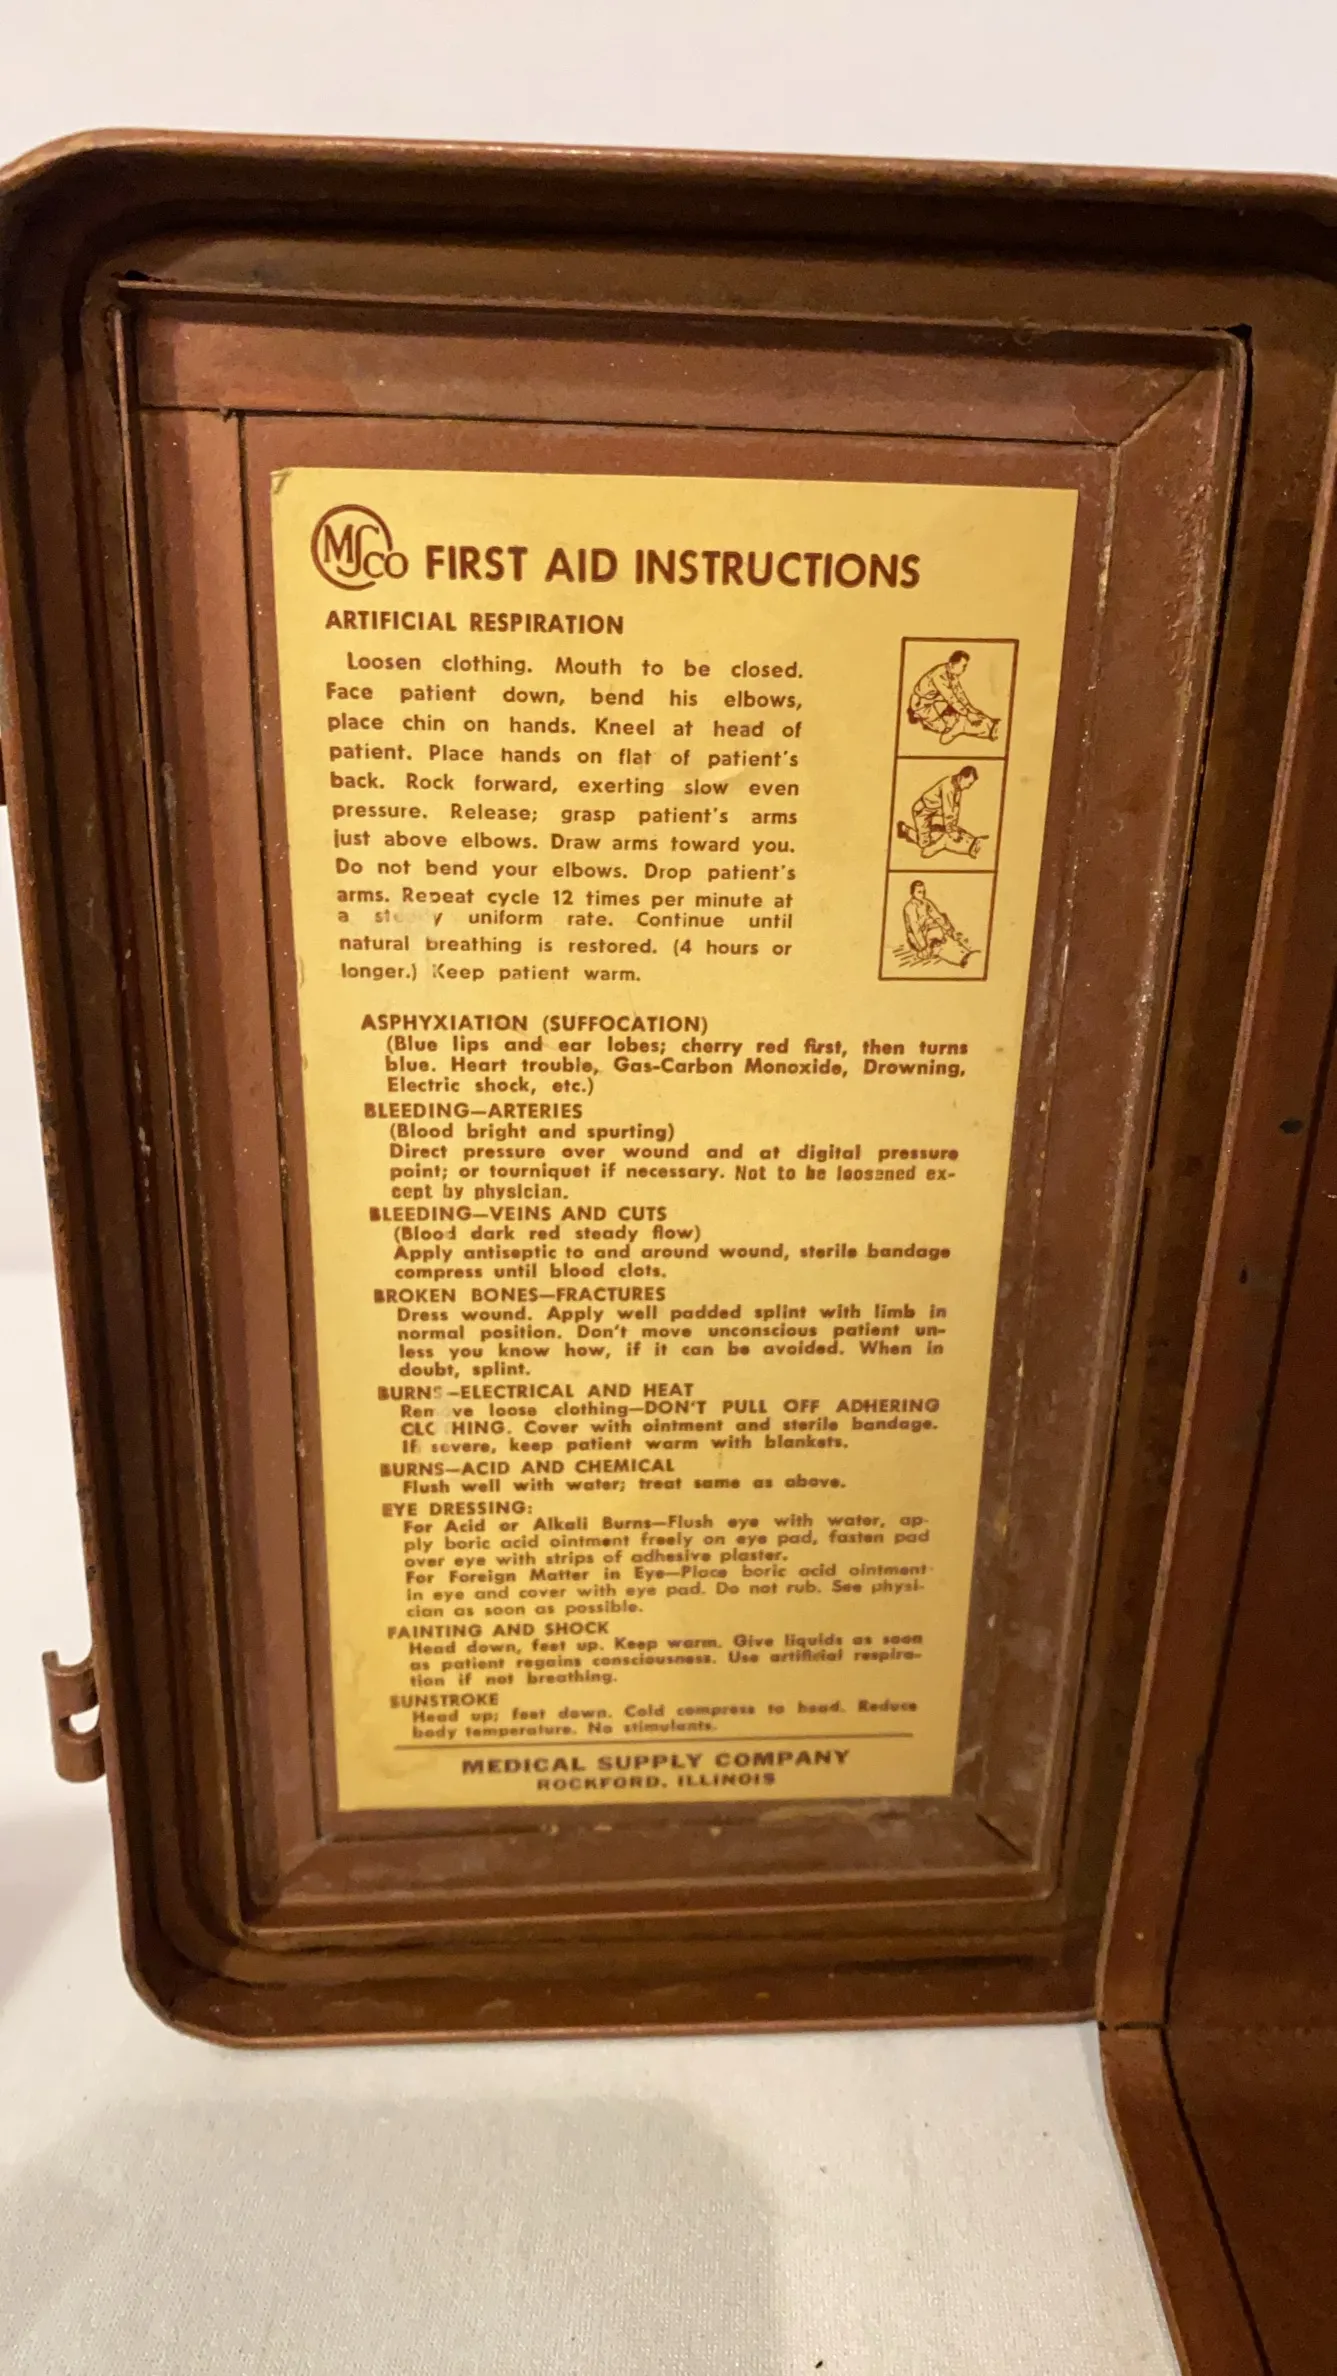 MSCO FIRST AID INSTRUCTIONS
ARTIFICIAL RESPIRATION
Loosen clothing. Mouth to be closed.
Face patient down, bend his elbows,
place chin on hands. Kneel at head of
patient. Place hands on flat of patient's
back. Rock forward, exerting slow even
pressure. Release; grasp patient's arms
just above elbows. Draw arms toward you.
Do not bend your elbows. Drop patient's
arms. Repeat cycle 12 times per minute at
a uniform rate. Continue until
natural breathing is restored. (4 hours or
longer.) Keep patient warm.
ASPHYXIATION (SUFFOCATION)
(Blue lips and ear lobes; cherry red first, then turns
blue. Heart trouble, Gas-Carbon Monoxide, Drowning,
Electric shock, etc.)
BLEEDING—ARTERIES
(Blood bright and spurting)
Direct pressure over wound and at digital pressure
point; or tourniquet if necessary. Not to be loosened ex-
cept by physician.
BLEEDING—VEINS AND CUTS
(Blood dark red steady flow)
Apply antiseptic to and around wound, sterile bandage
compress until blood clots.
BROKEN BONES—FRACTURES
Dress wound. Apply well padded splint with limb in
normal position. Don't move unconscious patient un-
less you know how, if it can be avoided. When in
doubt, splint.
BURNS-ELECTRICAL AND HEAT
loose clothing—DON'T PULL OFF ADHERING
Cover with ointment and sterile bandage.
If severe, keep patient warm with blankets.
BURNS—ACID AND CHEMICAL
Flush well with water; treat same as above.
EYE DRESSING:
For Acid or Alkali Burns—Flush eye with water, ap-
ply boric acid ointment freely on eye pad, fasten pad
over eye with strips of adhesive plaster.
For Foreign Matter in Eye—Place boric acid ointment
in eye and cover with eye pad. Do not rub. See physi-
cian as soon as possible.
FAINTING AND SHOCK
Head down, feet up. Keep warm. Give liquids as soon
as patient regains consciousness. Use artificial respira-
tion if not breathing.
SUNSTROKE
Head up; feet down. Cold compress to head. Reduce
body temperature. No stimulants.
MEDICAL SUPPLY COMPANY
ROCKFORD, ILLINOIS